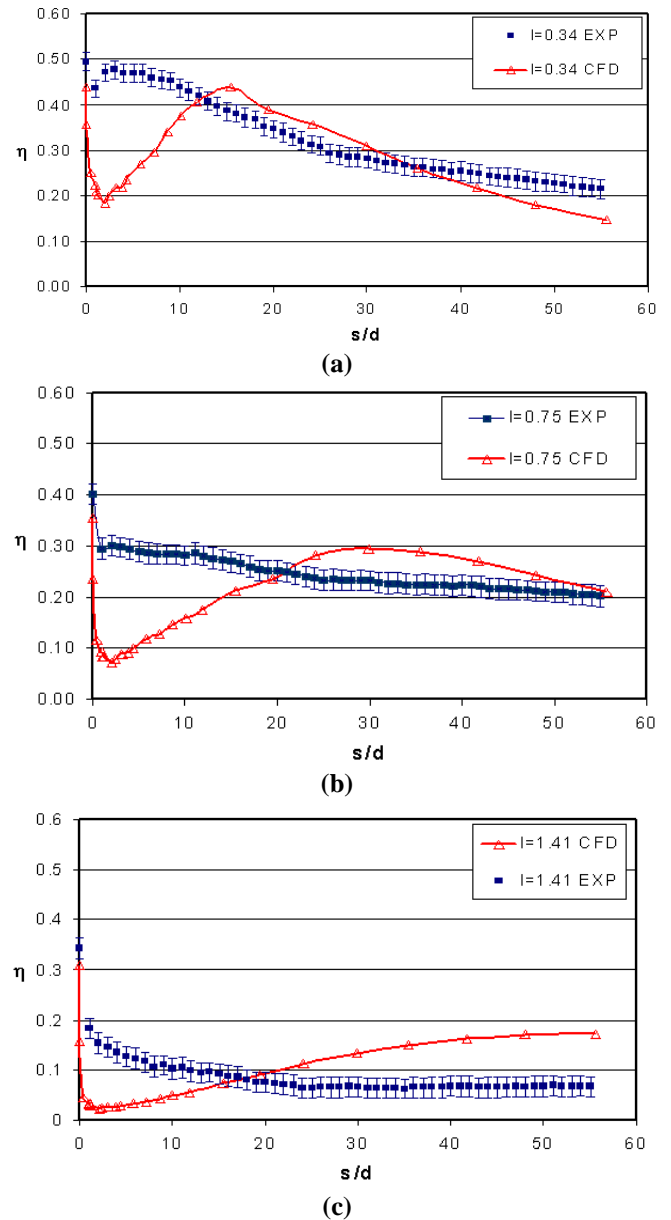 0.60
I=0.34 EXP
I=0.34 CFD
0.50
0.40
η 0.30
0.20
0.10
0.00
0 10 20 30 40 50 60
s/d
(a)
0.60
I=0.75 EXP
I=0.75 CFD
0.50
0.40
η 0.30
0.20
0.10
0.00
0 10 20 30 40 50 60
s/d
(b)
0.6
I=1.41 CFD
I=1.41 EXP
0.5
0.4
η 0.3
0.2
0.1
0
0 10 20 30 40 50 60
s/d
(c)